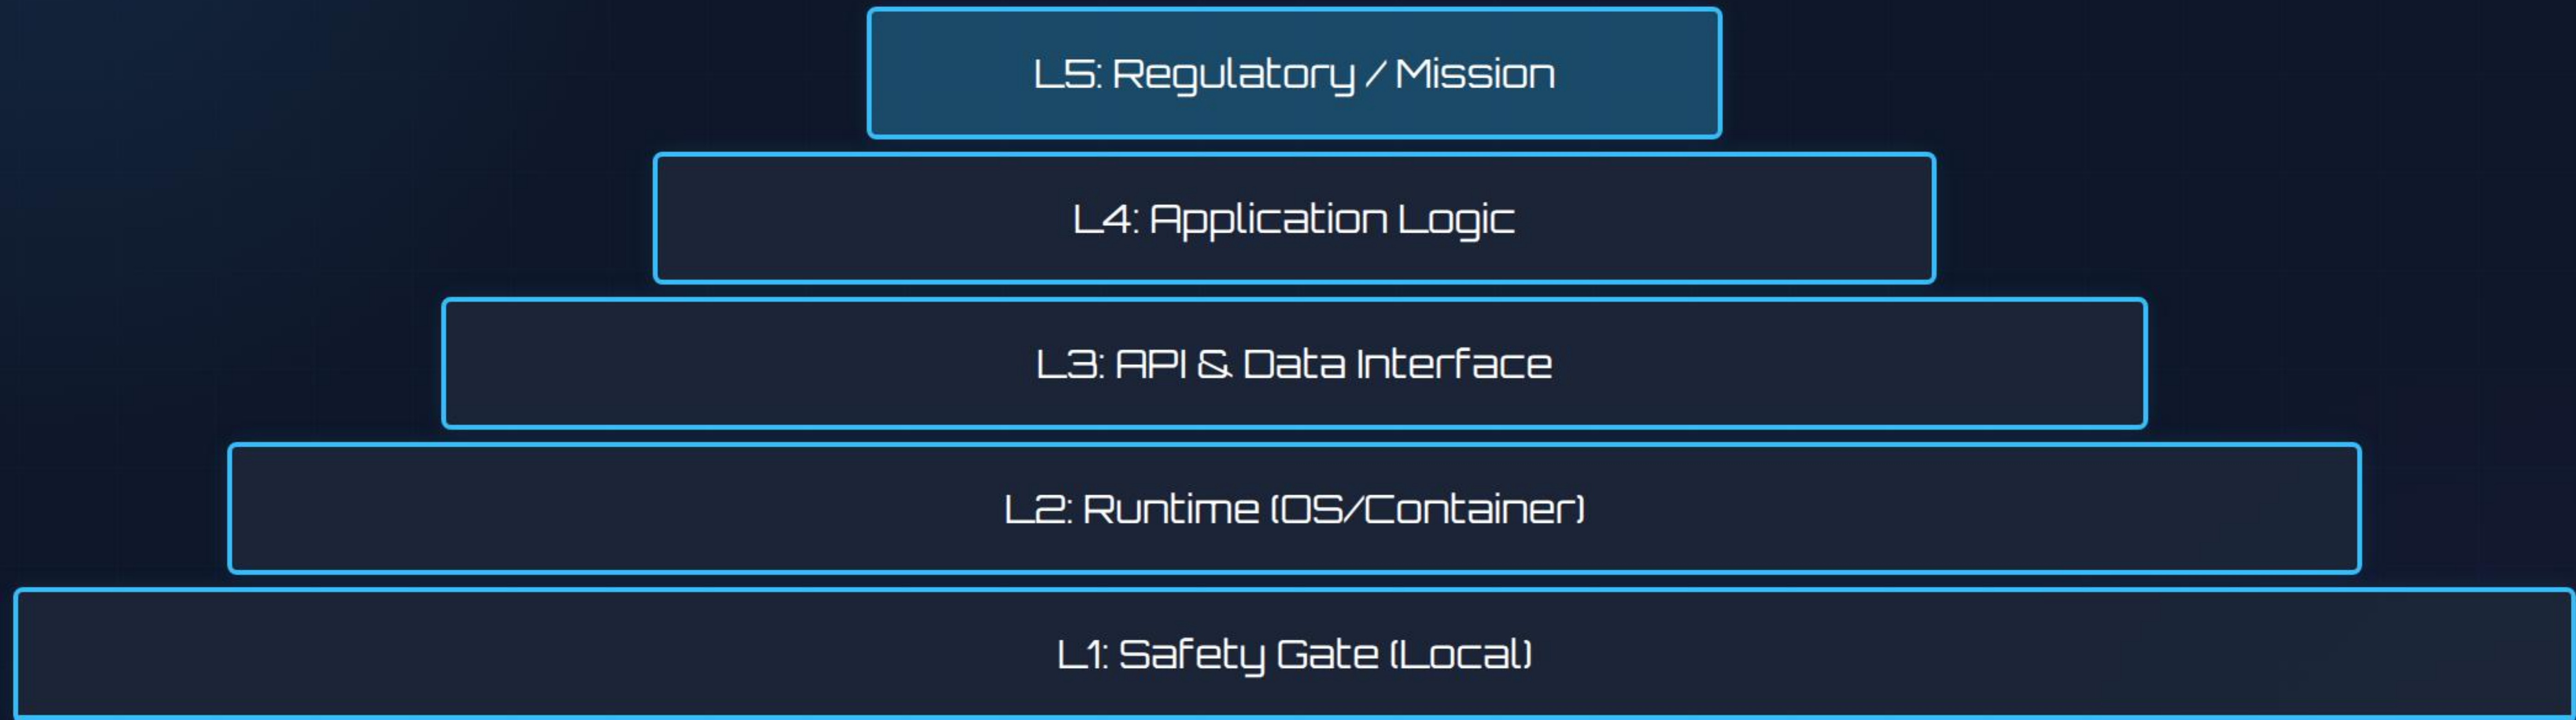 L5: Regulatory / Mission
L4: Application Logic
L3: API & Data Interface
L2: Runtime (OS/Container)
L1: Safety Gate (Local)